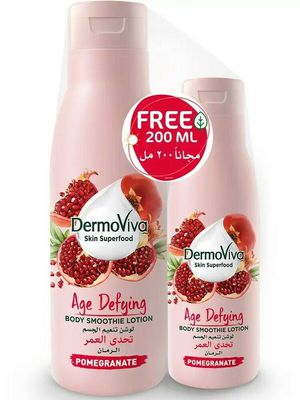 FREE
200 ML
مجاناً ٢٠٠ مل
DermoViva
Skin Superfood
Age Defying
BODY SMOOTHIE LOTION
لوشن تنعيم الجسم
تحدي العمر
الرمان
POMEGRANATE
DermoViva
Skin Superfood
Age Defying
BODY SMOOTHIE LOTION
لوشن تنعيم الجسم
تحدي العمر
الرمان
POMEGRANATE